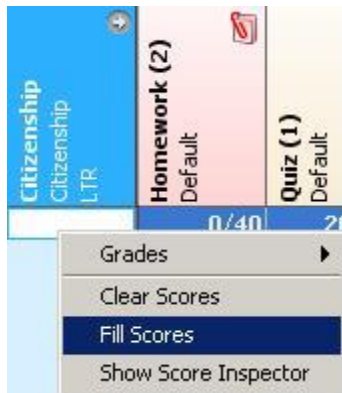 Citizenship
Citizenship
LTR
Homework (2)
Default
Quiz (1)
Default
0/40
Grades
Clear Scores
Fill Scores
Show Score Inspector